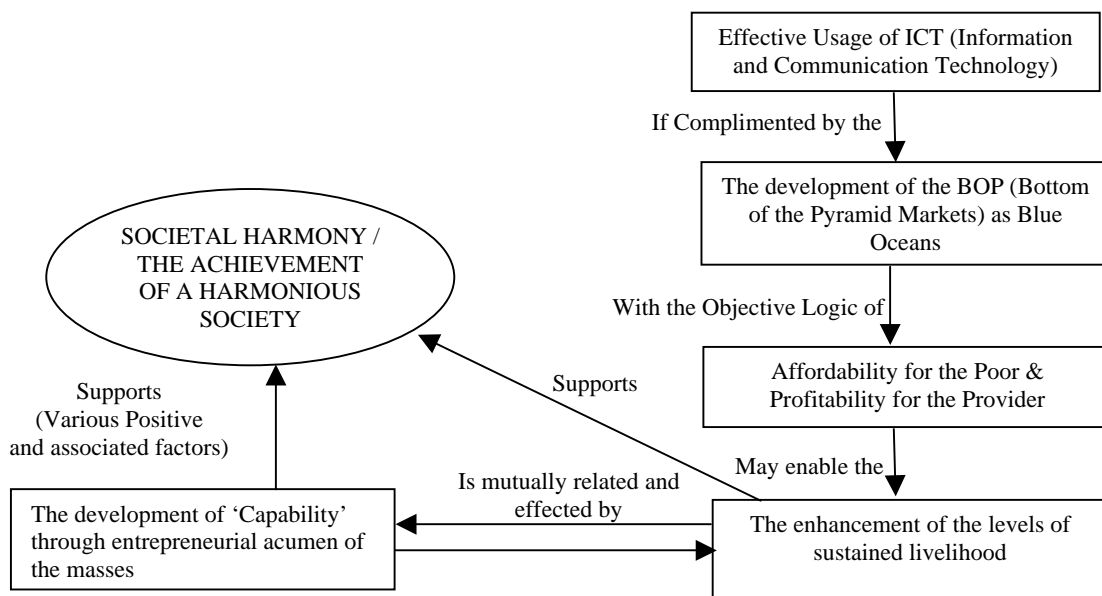 Effective Usage of ICT (Information
and Communication Technology)
If Complimented by the
The development of the BOP (Bottom
of the Pyramid Markets) as Blue
Oceans
With the Objective Logic of
Affordability for the Poor &
Profitability for the Provider
May enable the
The enhancement of the levels of
sustained livelihood
Is mutually related and
effected by
The development of ‘Capability’
through entrepreneurial acumen of
the masses
Supports
(Various Positive
and associated factors)
Supports
SOCIETAL HARMONY /
THE ACHIEVEMENT
OF A HARMONIOUS
SOCIETY